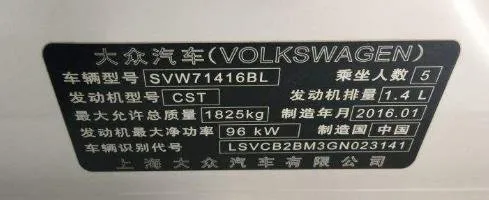 大众汽车(VOLKSWAGEN)
车辆型号 SVW71416BL 乘坐人数 5
发动机型号 CST 发动机排量 1.4 L
最大允许总质量 1825kg 制造年月 2016.01
发动机最大净功率 96 kW 制造国 中国
车辆识别代号 LSVCB2BM3GN023141
上海大众汽车有限公司